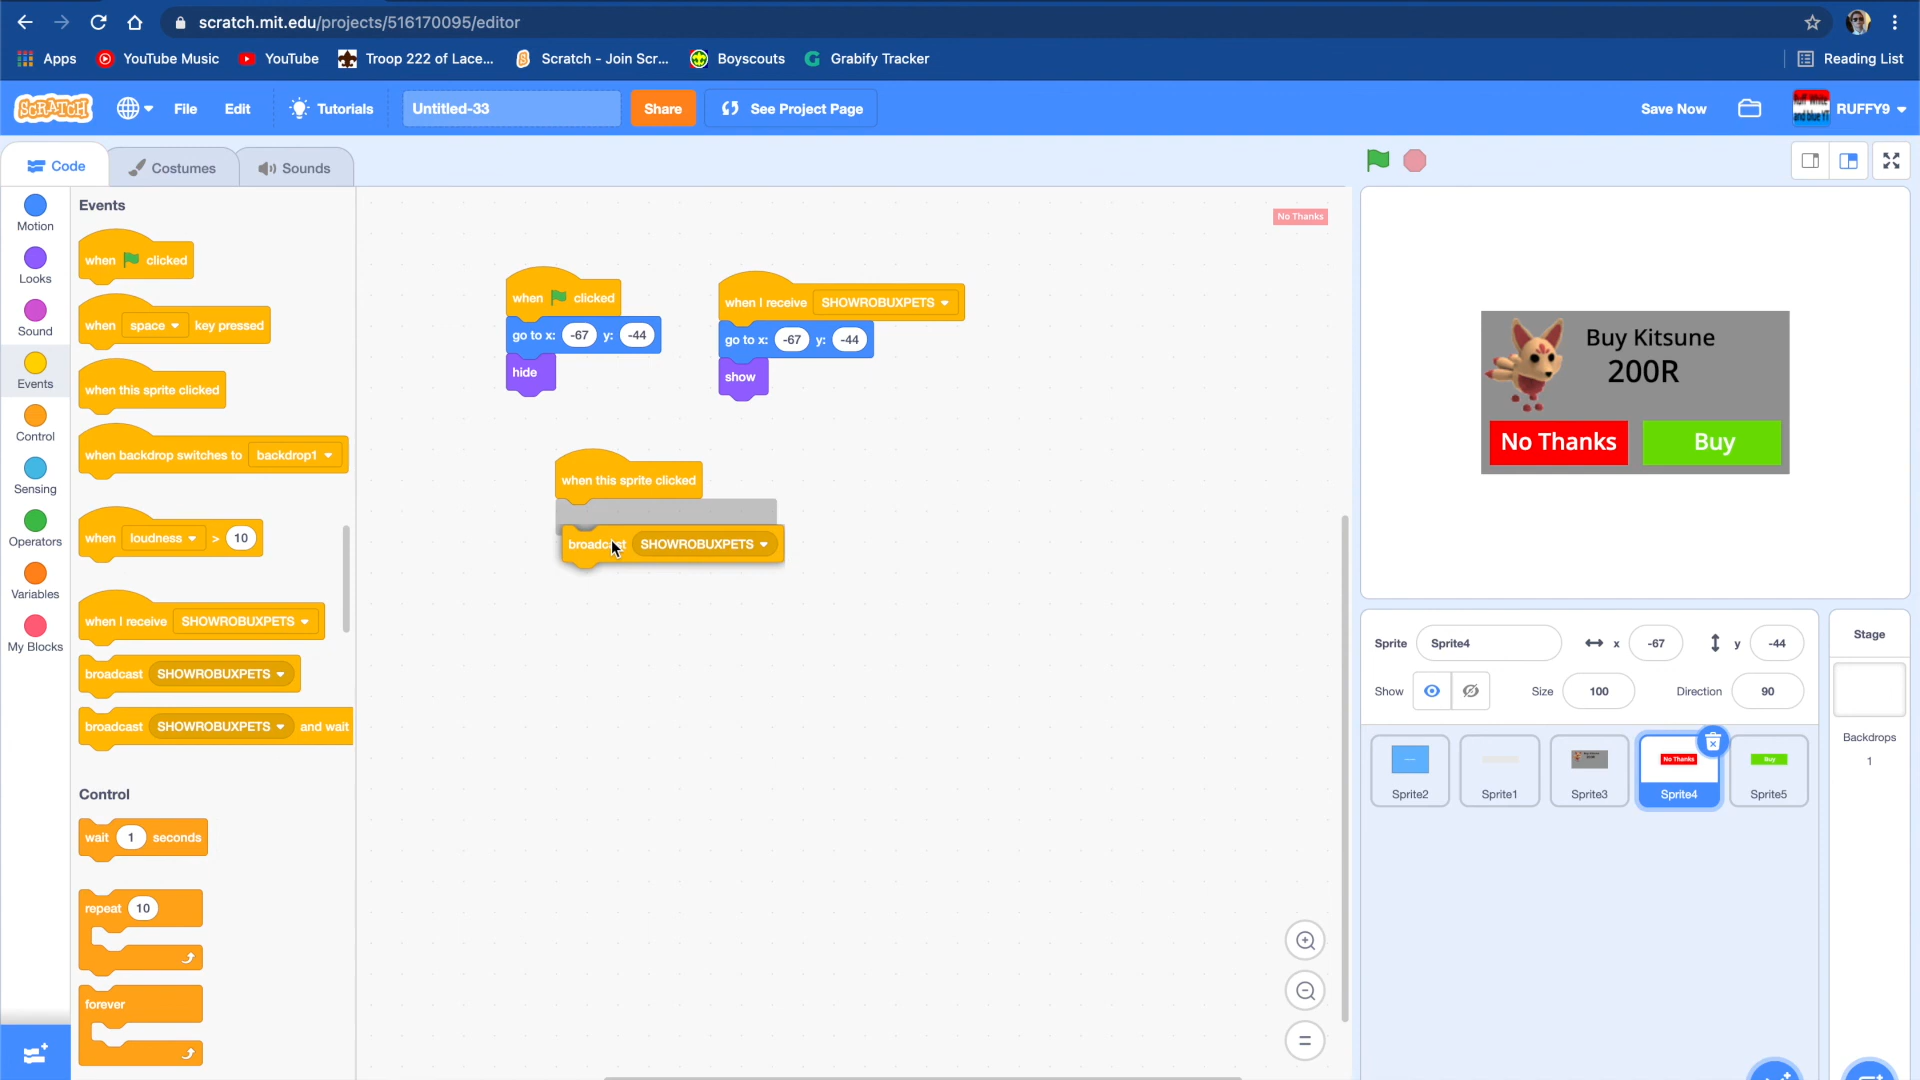 scratch.mit.edu/projects/516170095/editor
Apps YouTube Music YouTube Troop 222 of Lace... Scratch - Join Scr... Boyscouts Grabify Tracker Reading List
SCRATCH File Edit Tutorials Untitled-33 Share See Project Page Save Now RUFFY9
Code Costumes Sounds
Motion
Looks
Sound
Events
Control
Sensing
Operators
Variables
My Blocks
Events
when clicked
when space key pressed
when this sprite clicked
when backdrop switches to backdrop1
when loudness > 10
when I receive SHOWROBUXPETS
broadcast SHOWROBUXPETS
broadcast SHOWROBUXPETS and wait
Control
wait 1 seconds
repeat 10
forever
No Thanks
when clicked
go to x: -67 y: -44
hide
when I receive SHOWROBUXPETS
go to x: -67 y: -44
show
when this sprite clicked
broadcast SHOWROBUXPETS
Buy Kitsune
200R
No Thanks Buy
Sprite Sprite4 x -67 y -44
Show Size 100 Direction 90
No Thanks
Buy
Sprite2 Sprite1 Sprite3 Sprite4 Sprite5
Stage
Backdrops
1